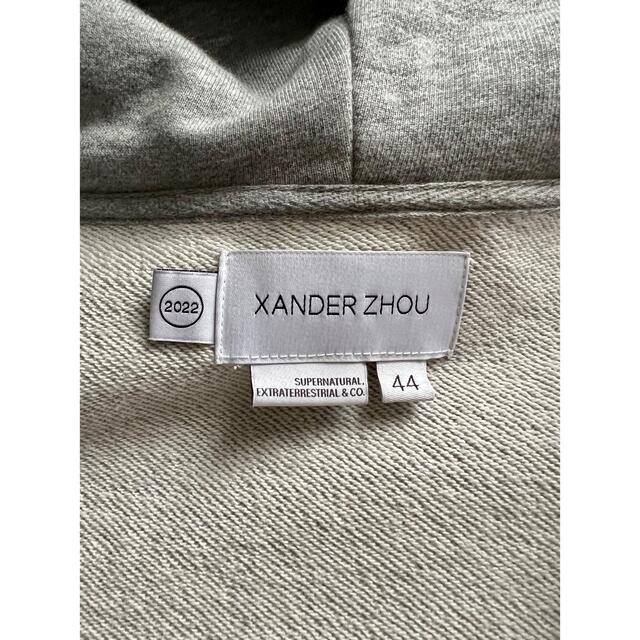 2022
XANDER ZHOU
SUPERNATURAL,
EXTRATERRESTRIAL & CO.
44